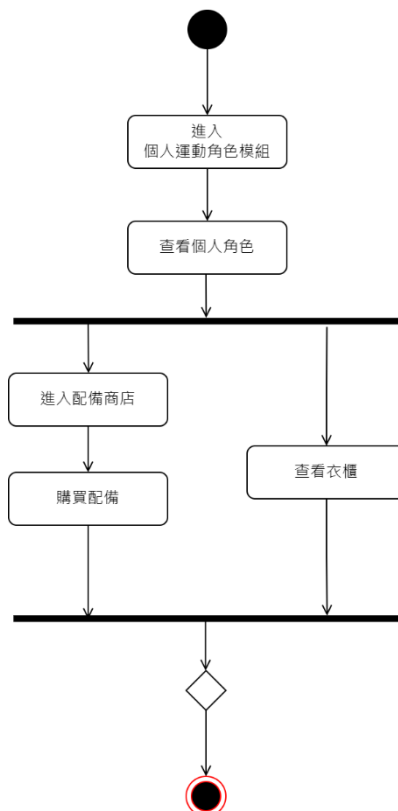 進入
個人運動角色模組
查看個人角色
進入配備商店
購買配備
查看衣櫃